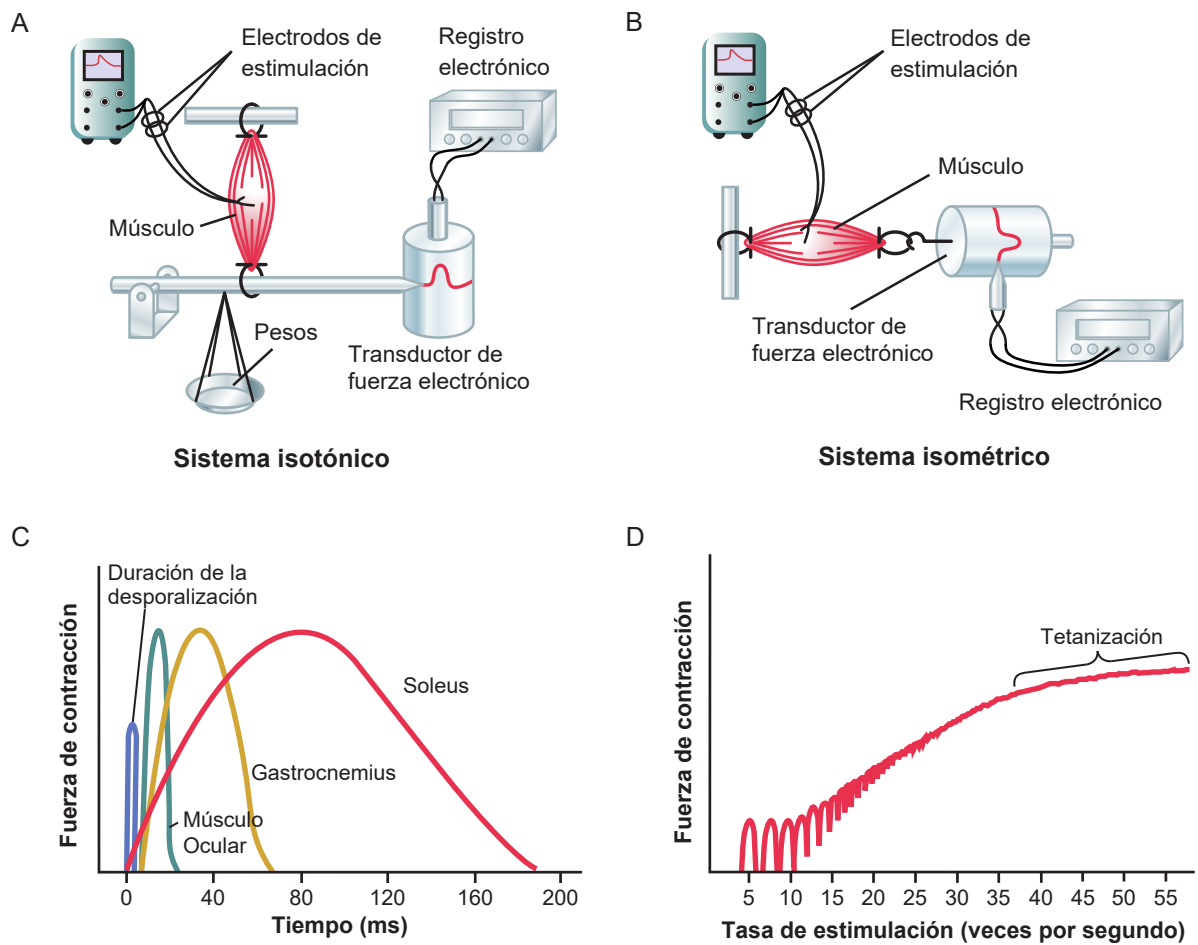 A
Electrodos de
estimulación
Registro
electrónico
Músculo
Pesos
Transductor de
fuerza electrónico
Sistema isotónico
B
Electrodos de
estimulación
Músculo
Transductor de
fuerza electrónico
Registro electrónico
Sistema isométrico
C
Duración de la
desporalización
Fuerza de contracción
Soleus
Gastrocnemius
Músculo
Ocular
0 40 80 120 160 200
Tiempo (ms)
D
Fuerza de contracción
Tetanización
5 10 15 20 25 30 35 40 45 50 55
Tasa de estimulación (veces por segundo)